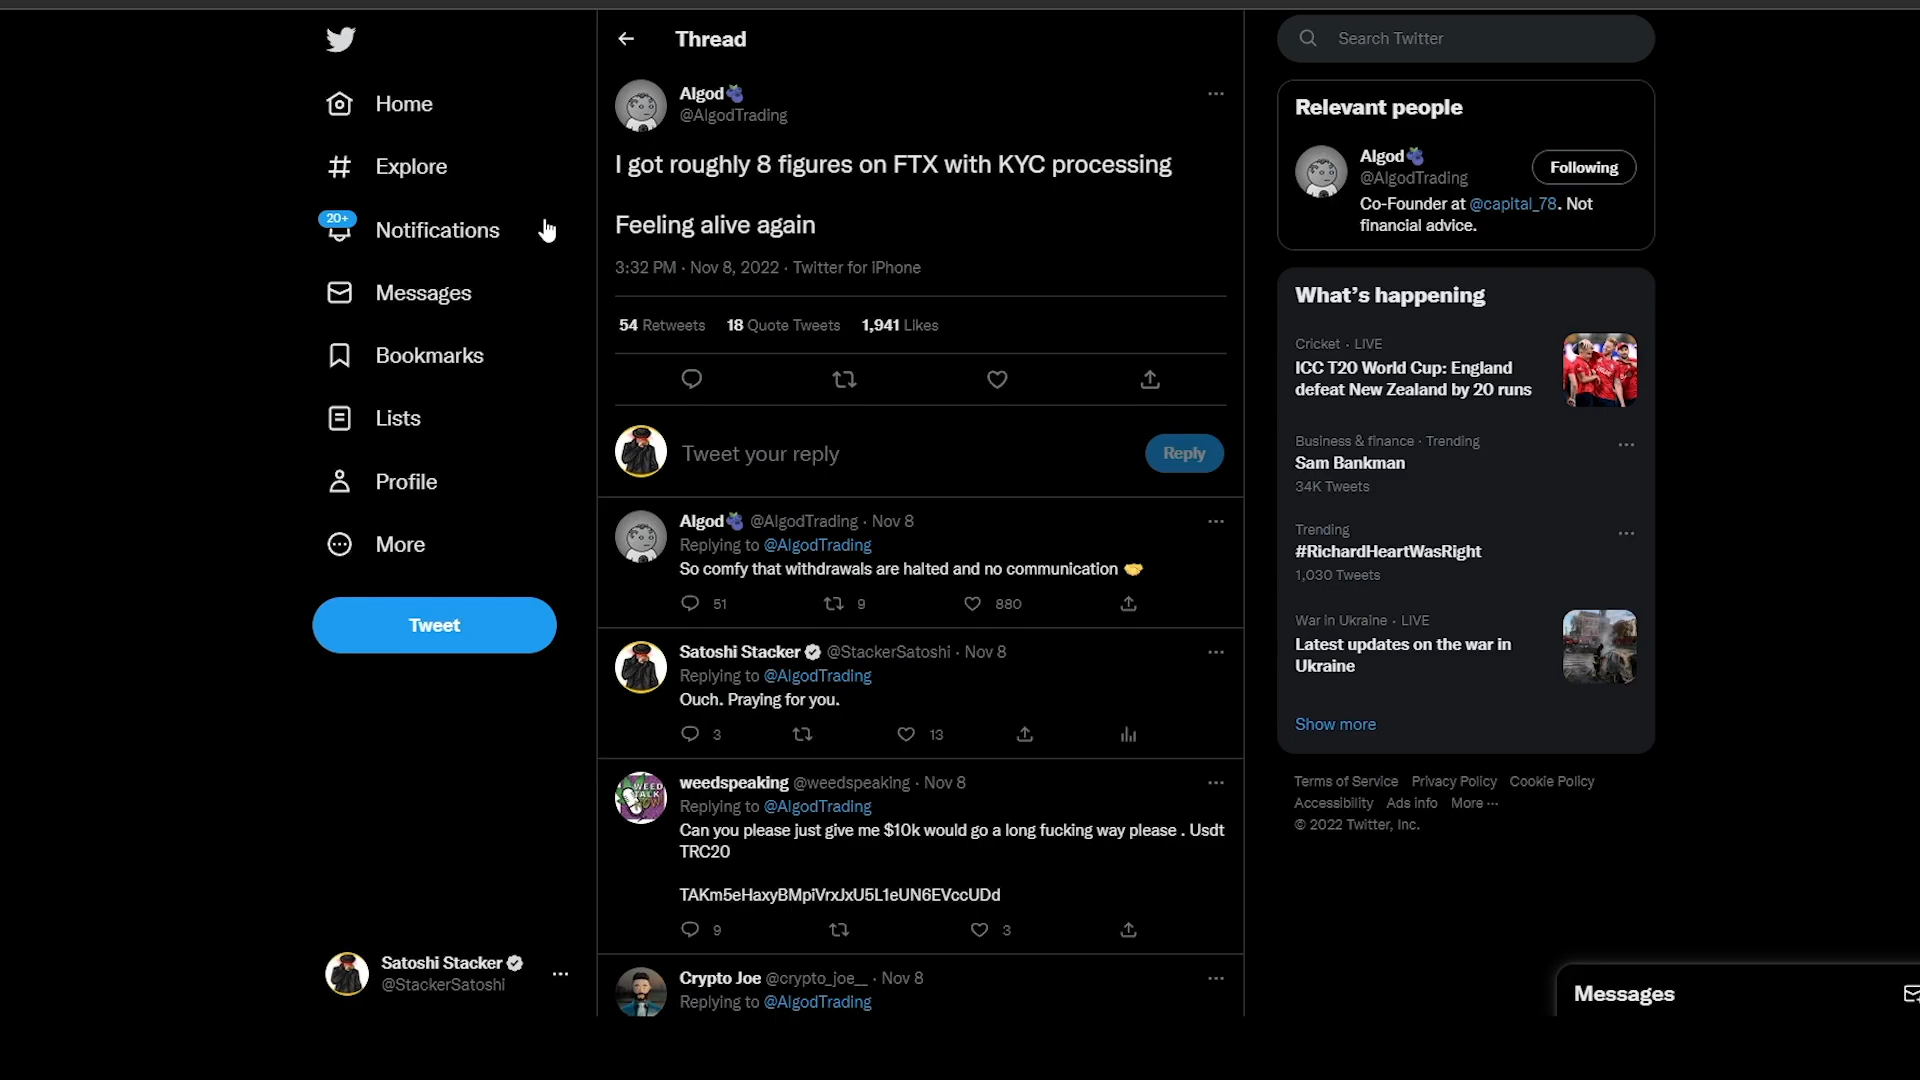 Home
Explore
20+
Notifications
Messages
Bookmarks
Lists
Profile
More
Tweet
Satoshi Stacker
@StackerSatoshi
Thread
Algod
@AlgodTrading
I got roughly 8 figures on FTX with KYC processing
Feeling alive again
3:32 PM · Nov 8, 2022 · Twitter for iPhone
54 Retweets 18 Quote Tweets 1,941 Likes
Tweet your reply
Reply
Algod @AlgodTrading · Nov 8
Replying to @AlgodTrading
So comfy that withdrawals are halted and no communication
51 9 880
Satoshi Stacker @StackerSatoshi · Nov 8
Replying to @AlgodTrading
Ouch. Praying for you.
3 13
WEED
TALK
NOW
weedspeaking @weedspeaking · Nov 8
Replying to @AlgodTrading
Can you please just give me $10k would go a long fucking way please . Usdt
TRC20
TAKm5eHaxyBMpiVrxJxU5L1eUN6EVccUDd
9 3
Crypto Joe @crypto_joe__ · Nov 8
Replying to @AlgodTrading
Search Twitter
Relevant people
Algod
@AlgodTrading
Following
Co-Founder at @capital_78. Not
financial advice.
What's happening
Cricket · LIVE
ICC T20 World Cup: England
defeat New Zealand by 20 runs
Business & finance · Trending
Sam Bankman
34K Tweets
Trending
#RichardHeartWasRight
1,030 Tweets
War in Ukraine · LIVE
Latest updates on the war in
Ukraine
Show more
Terms of Service Privacy Policy Cookie Policy
Accessibility Ads info More ···
© 2022 Twitter, Inc.
Messages